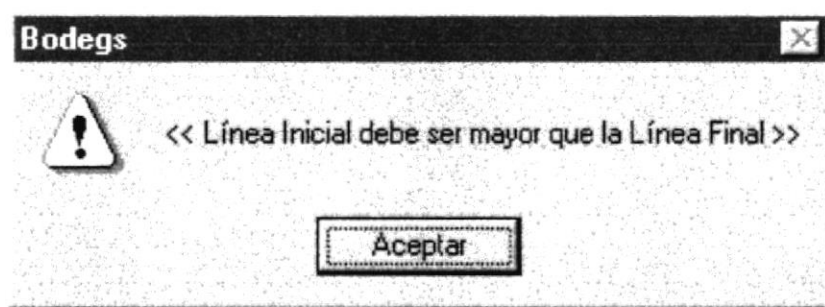 Bodegs
<< Línea Inicial debe ser mayor que la Línea Final >>
Aceptar